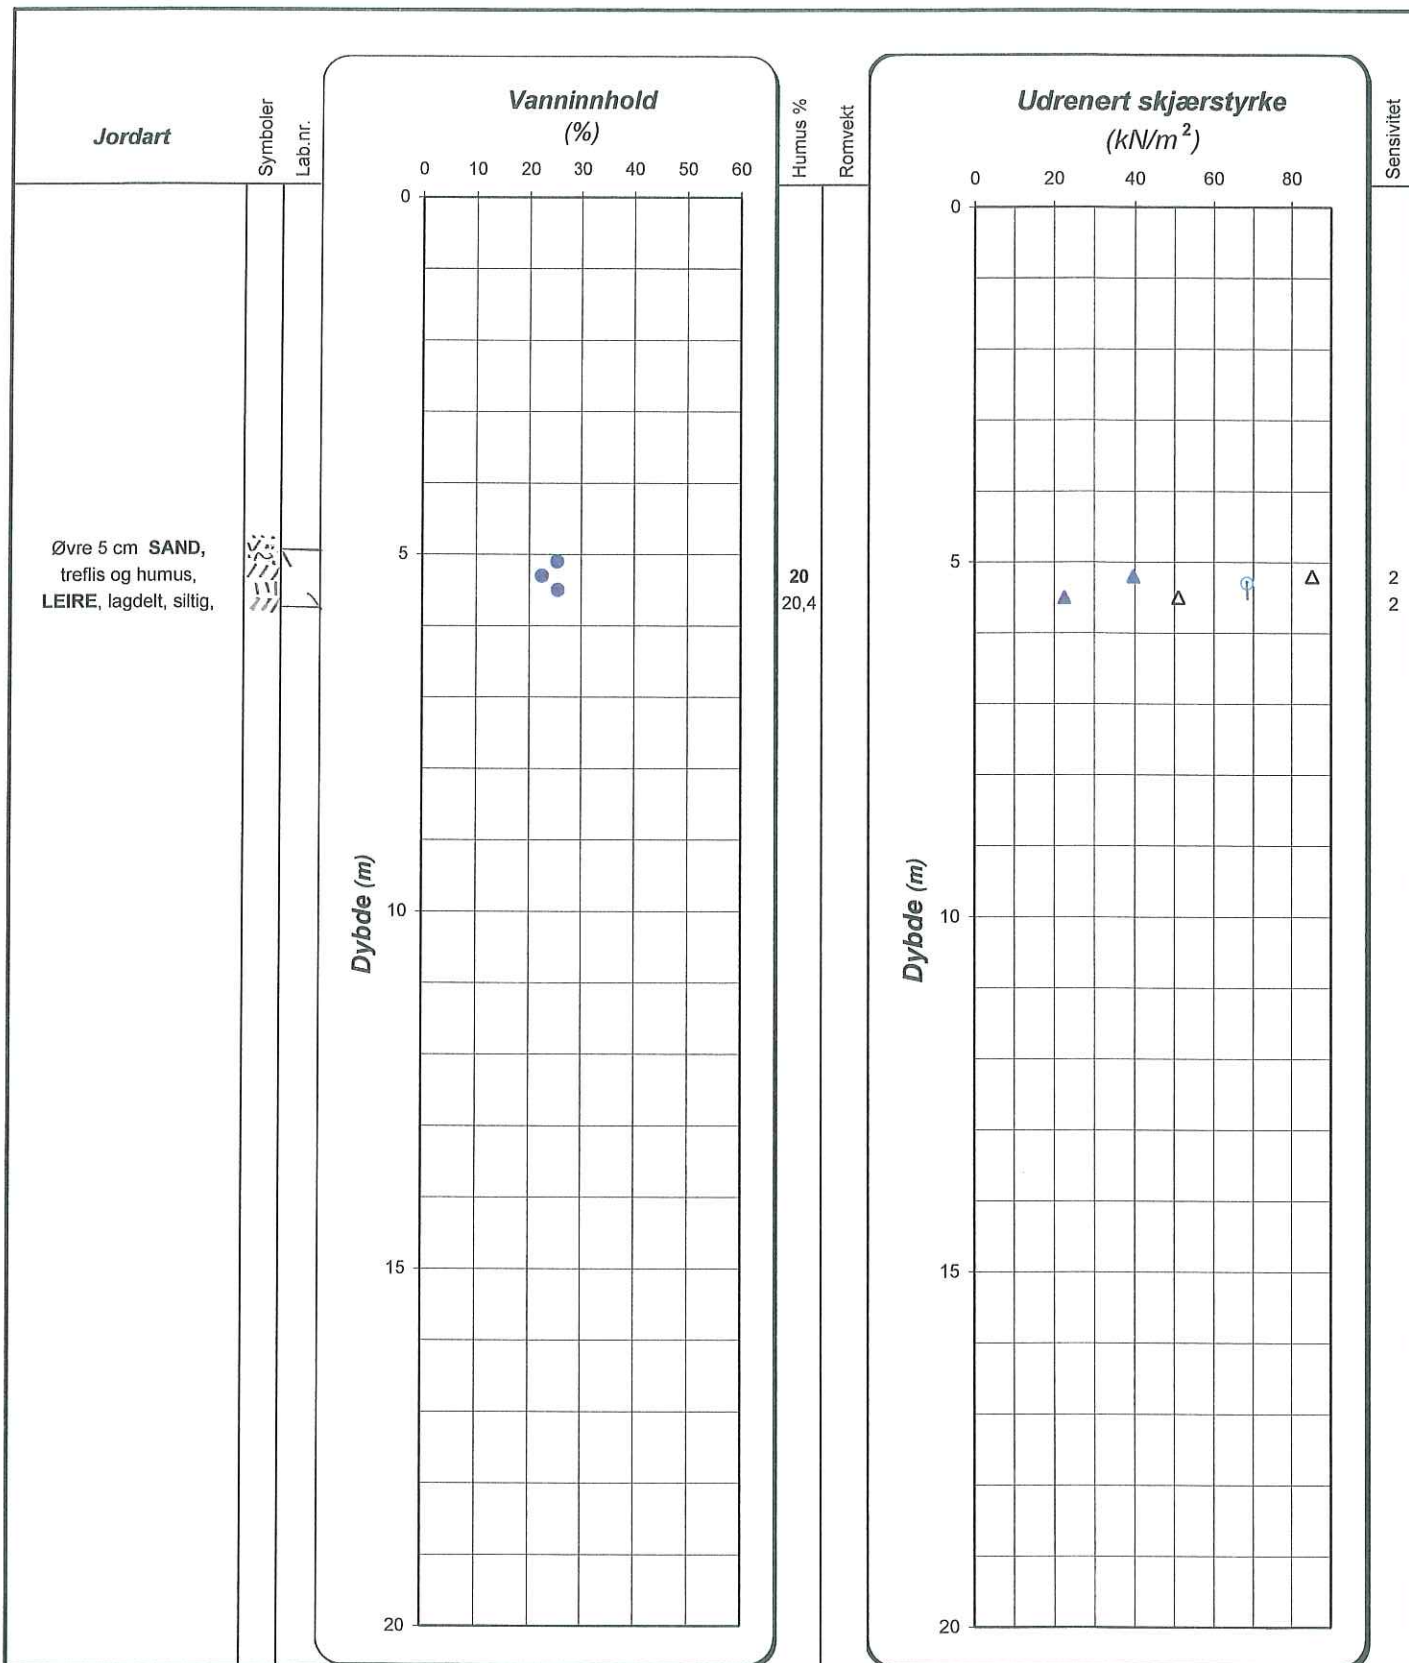 Jordart
Symboler
Lab.nr.
Vanninnhold
(%)
0 10 20 30 40 50 60
0
5
10
15
20
Dybde (m)
Humus %
Romvekt
Udrenert skjærstyrke
(kN/m²)
0 20 40 60 80
0
5
10
15
20
Dybde (m)
Sensivitet
Øvre 5 cm SAND,
treflis og humus,
LEIRE, lagdelt, siltig,
20
20,4
2
2